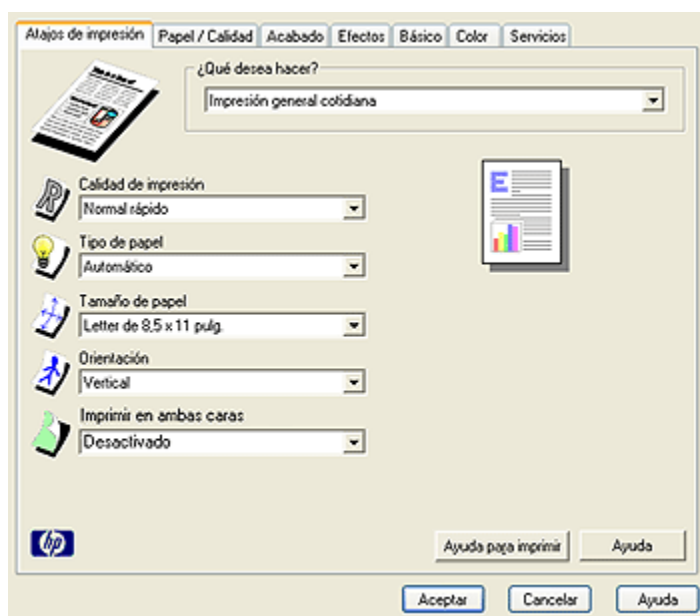 Atajos de impresión Papel / Calidad Acabado Efectos Básico Color Servicios
¿Qué desea hacer?
Impresión general cotidiana
Calidad de impresión
Normal rápido
Tipo de papel
Automático
Tamaño de papel
Letter de 8,5 x 11 pulg.
Orientación
Vertical
Imprimir en ambas caras
Desactivado
E
hp
Ayuda para imprimir Ayuda
Aceptar Cancelar Ayuda